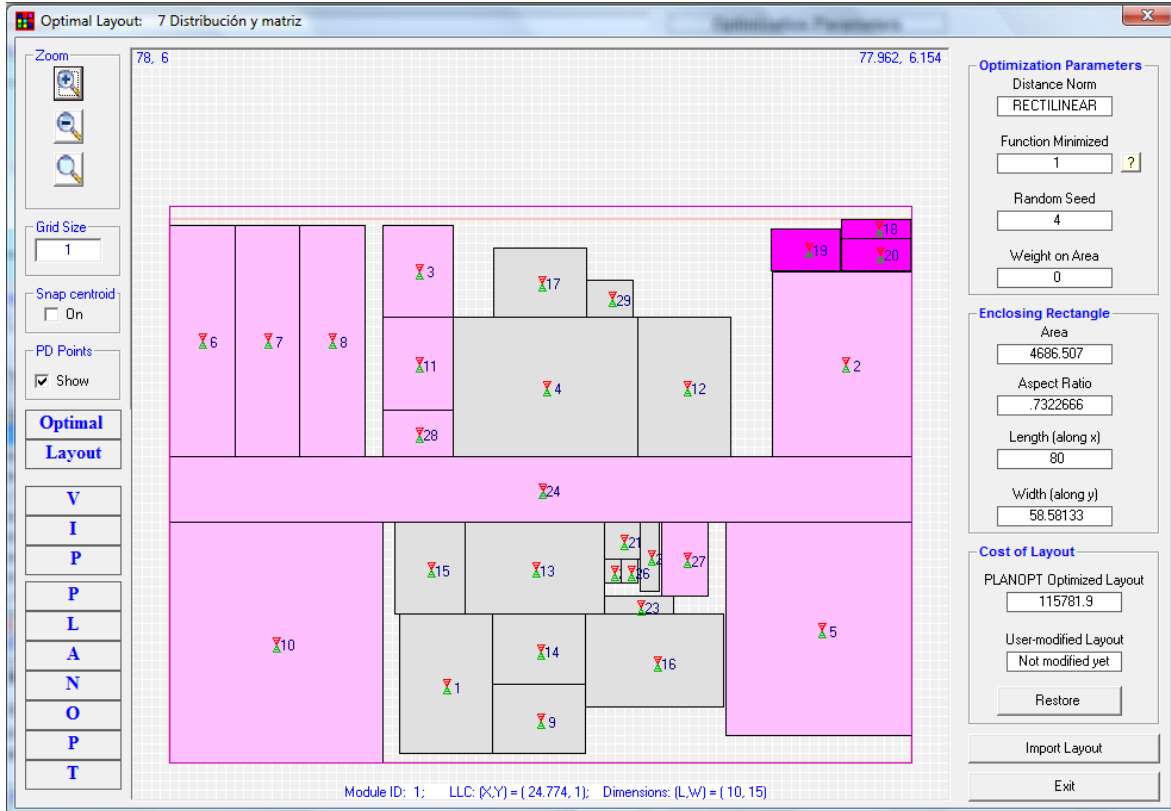 Optimal Layout: 7 Distribución y matriz
X
Zoom
Grid Size
1
Snap centroid
On
PD Points
Show
Optimal
Layout
V
I
P
P
L
A
N
O
P
T
78, 6
77.962, 6.154
18
19
20
3
17
29
6
7
8
11
4
12
2
28
24
21
15
13
26
27
23
10
14
16
5
1
9
Module ID: 1; LLC: (X,Y) = ( 24.774, 1); Dimensions: (L,W) = ( 10, 15)
Optimization Parameters
Distance Norm
RECTILINEAR
Function Minimized
1
?
Random Seed
4
Weight on Area
0
Enclosing Rectangle
Area
4686.507
Aspect Ratio
.7322666
Length (along x)
80
Width (along y)
58.58133
Cost of Layout
PLANOPT Optimized Layout
115781.9
User-modified Layout
Not modified yet
Restore
Import Layout
Exit